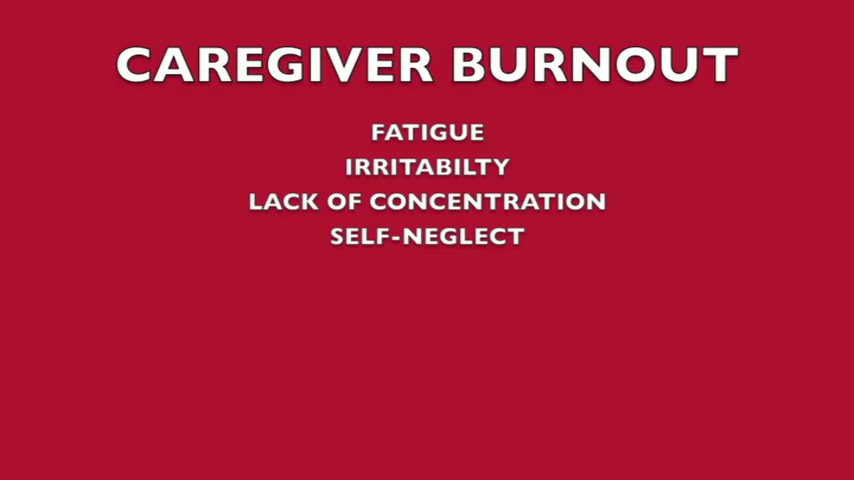 CAREGIVER BURNOUT
FATIGUE
IRRITABILTY
LACK OF CONCENTRATION
SELF-NEGLECT